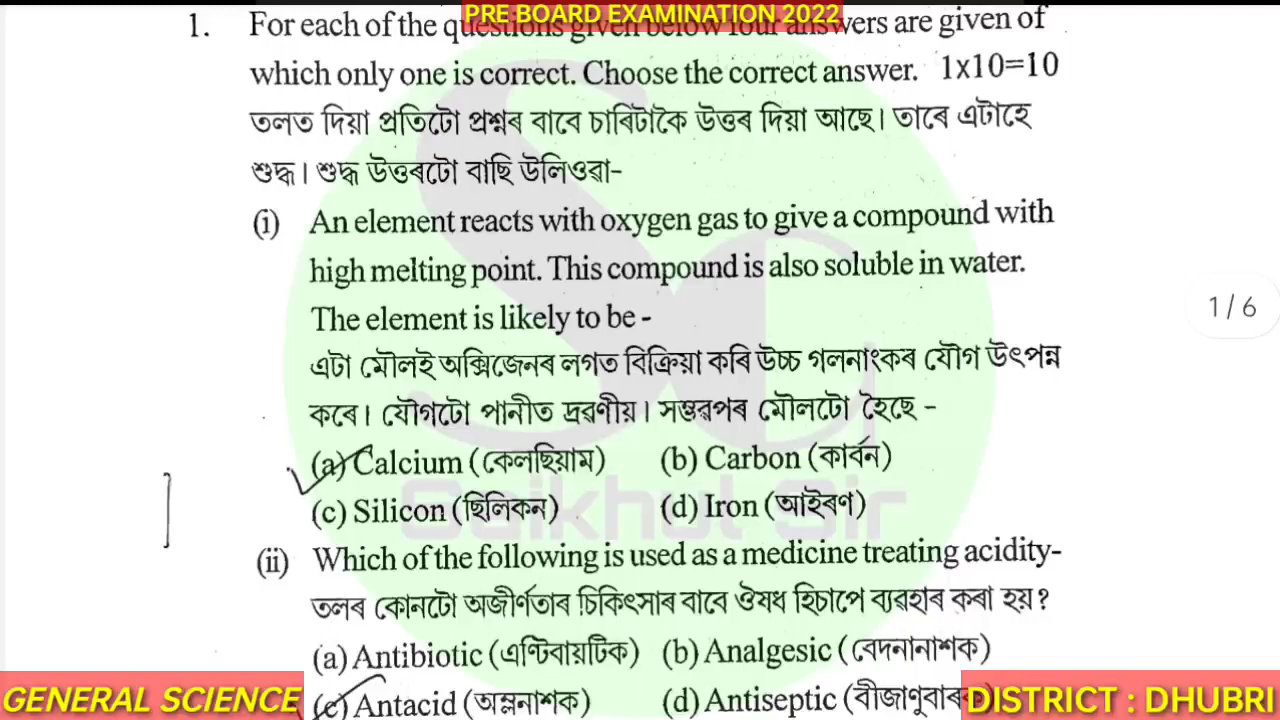 PRE BOARD EXAMINATION 2022
1. For each of the questions given below four answers are given of
which only one is correct. Choose the correct answer. 1x10=10
তলত দিয়া প্ৰতিটো প্ৰশ্নৰ বাবে চাৰিটাকৈ উত্তৰ দিয়া আছে। তাৰে এটাহে
শুদ্ধ। শুদ্ধ উত্তৰটো বাছি উলিওৱা-
(i) An element reacts with oxygen gas to give a compound with
high melting point. This compound is also soluble in water.
The element is likely to be -
এটা মৌলই অক্সিজেনৰ লগত বিক্ৰিয়া কৰি উচ্চ গলনাংকৰ যৌগ উৎপন্ন
কৰে। যৌগটো পানীত দ্ৰৱণীয়। সম্ভৱপৰ মৌলটো হৈছে -
(a) Calcium (কেলছিয়াম) (b) Carbon (কাৰ্বন)
(c) Silicon (ছিলিকন) (d) Iron (আইৰণ)
Saikhul Sir
1/6
(ii) Which of the following is used as a medicine treating acidity-
তলৰ কোনটো অজীৰ্ণতাৰ চিকিৎসাৰ বাবে ঔষধ হিচাপে ব্যৱহাৰ কৰা হয়?
(a) Antibiotic (এণ্টিবায়টিক) (b) Analgesic (বেদনানাশক)
(c) Antacid (অম্লনাশক) (d) Antiseptic
GENERAL SCIENCE
DISTRICT : DHUBRI